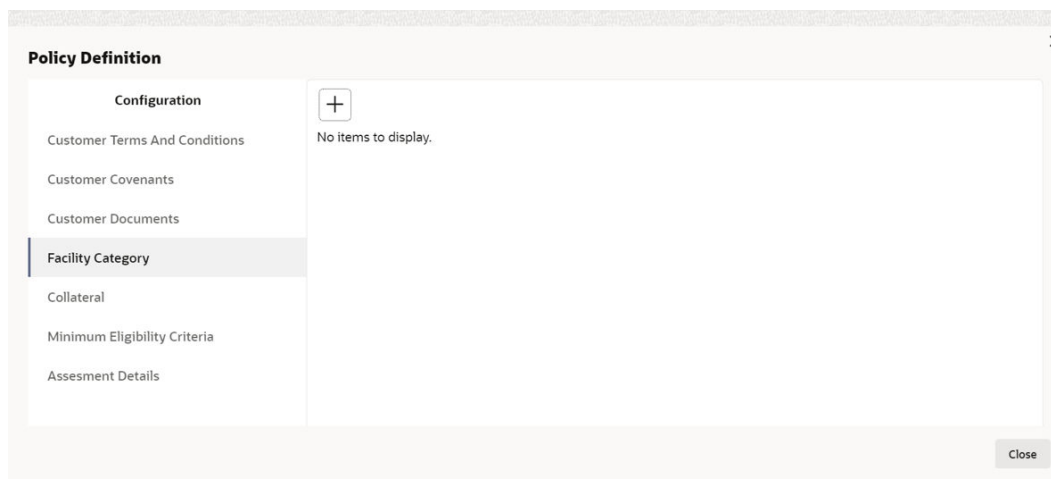 Policy Definition
Configuration
Customer Terms And Conditions
Customer Covenants
Customer Documents
Facility Category
Collateral
Minimum Eligibility Criteria
Assesment Details
No items to display.
Close